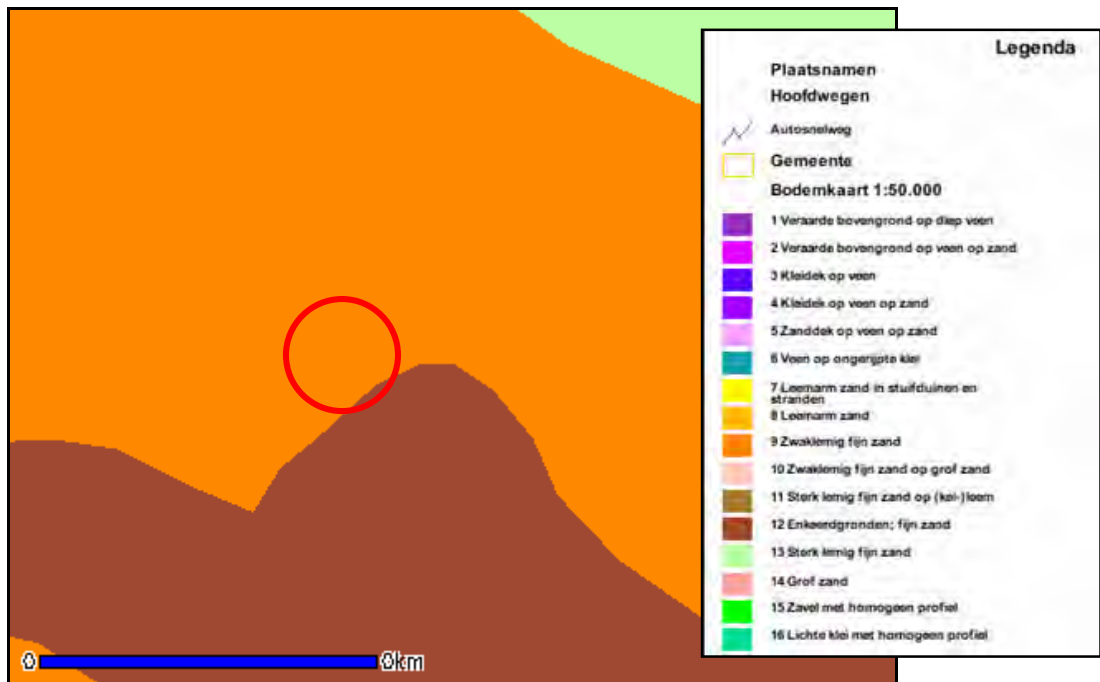 Legenda
Plaatsnamen
Hoofdwegen
Autosnelweg
Gemeente
Bodemkaart 1:50.000
1 Veraarde bovengrond op diep veen
2 Veraarde bovengrond op veen op zand
3 Kleidek op veen
4 Kleidek op veen op zand
5 Zanddek op veen op zand
6 Veen op ongerijpte klei
7 Leemarm zand in stuifduinen en
stranden
8 Leemarm zand
9 Zwaklemig fijn zand
10 Zwaklemig fijn zand op grof zand
11 Sterk lemig fijn zand op (kei-)leem
12 Enkeerdgronden; fijn zand
13 Sterk lemig fijn zand
14 Grof zand
15 Zavel met homogeen profiel
16 Lichte klei met homogeen profiel
0 0km